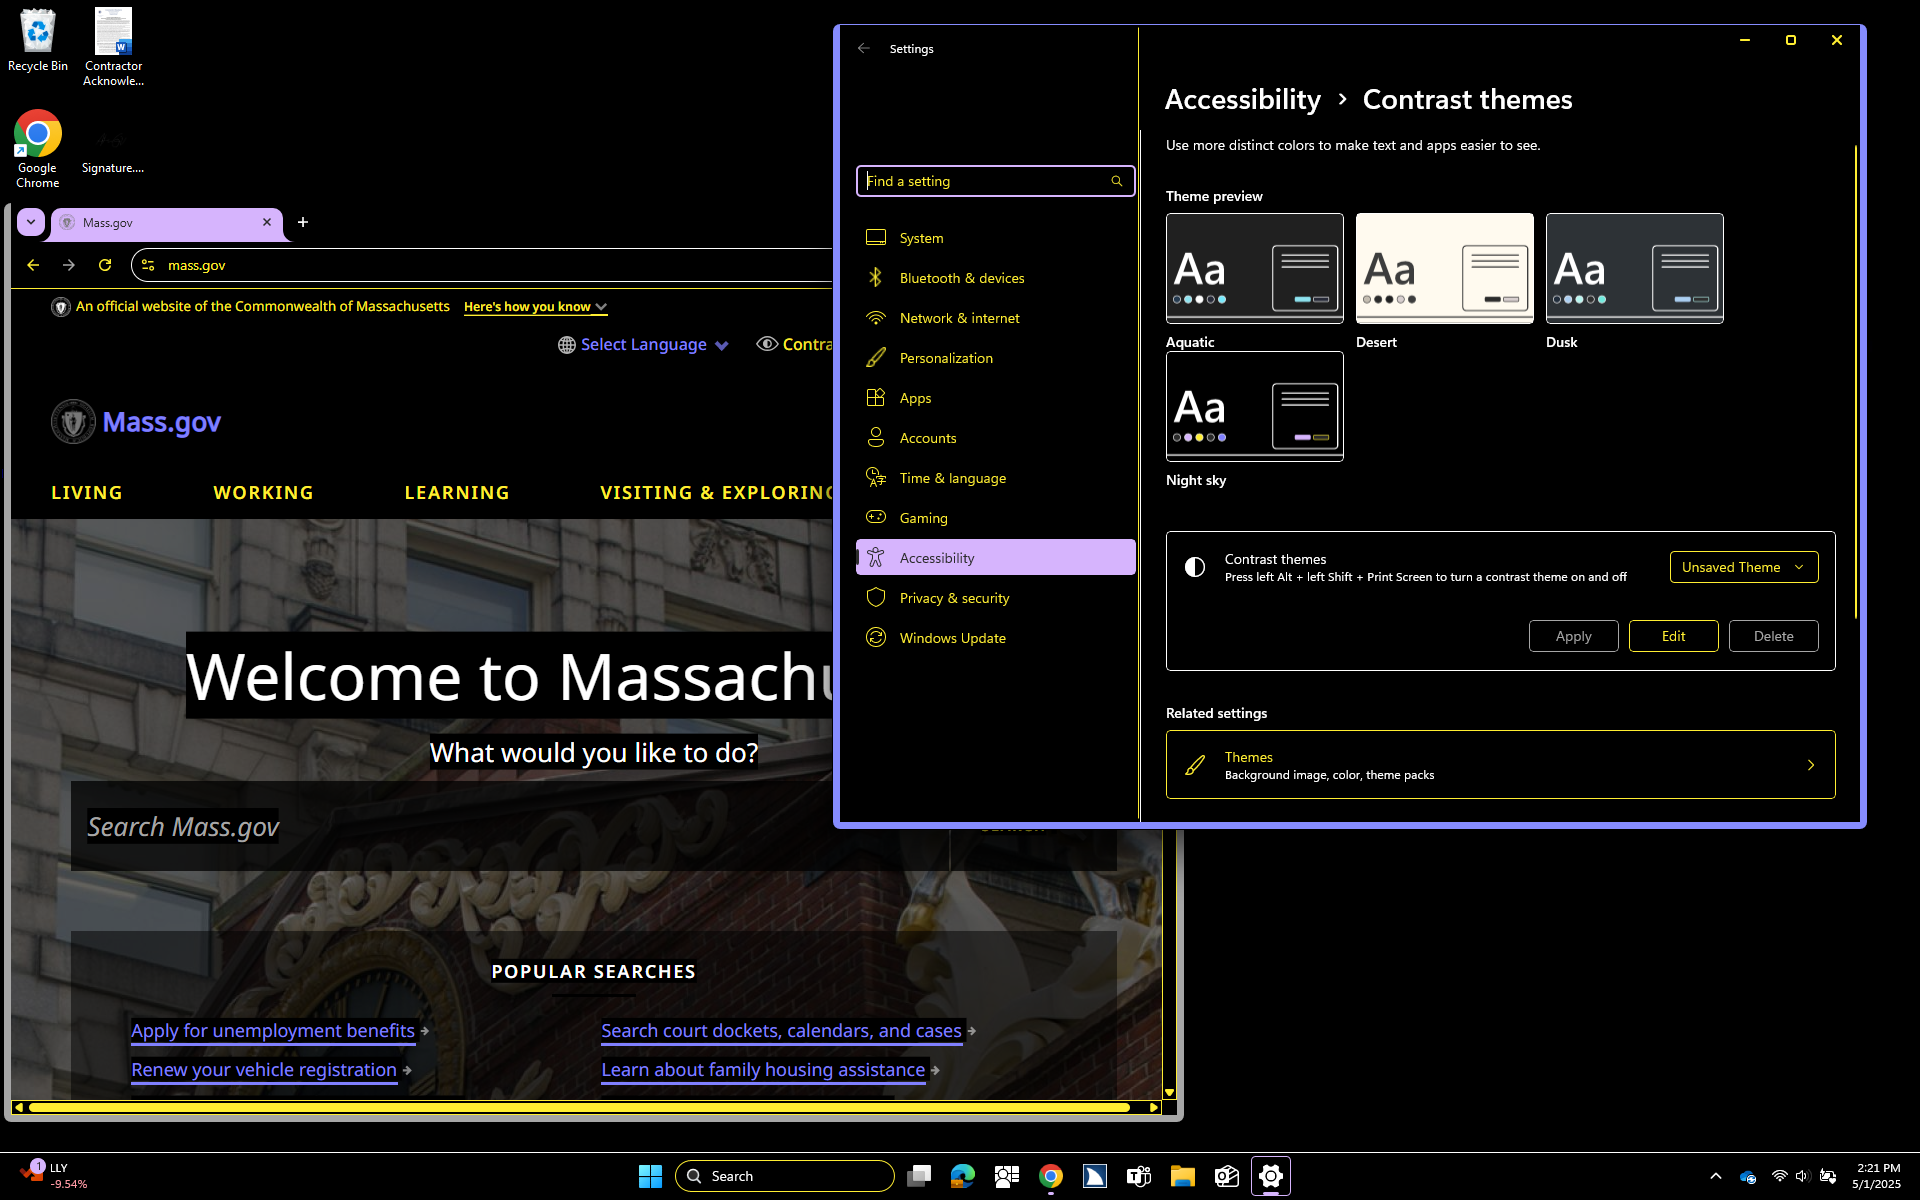 Recycle Bin
Contractor
Acknowle...
Google
Chrome
Signature....
Mass.gov
mass.gov
An official website of the Commonwealth of Massachusetts Here's how you know
Select Language
Contra
Mass.gov
LIVING WORKING LEARNING VISITING & EXPLORING
Welcome to Massachu
What would you like to do?
Search Mass.gov
POPULAR SEARCHES
Apply for unemployment benefits
Search court dockets, calendars, and cases
Renew your vehicle registration
Learn about family housing assistance
Settings
Find a setting
System
Bluetooth & devices
Network & internet
Personalization
Apps
Accounts
Time & language
Gaming
Accessibility
Privacy & security
Windows Update
Accessibility › Contrast themes
Use more distinct colors to make text and apps easier to see.
Theme preview
Aa Aa Aa
Aquatic Desert Dusk
Aa
Night sky
Contrast themes
Press left Alt + left Shift + Print Screen to turn a contrast theme on and off
Unsaved Theme
Apply Edit Delete
Related settings
Themes
Background image, color, theme packs
1
LLY
-9.54%
Search
2:21 PM
5/1/2025